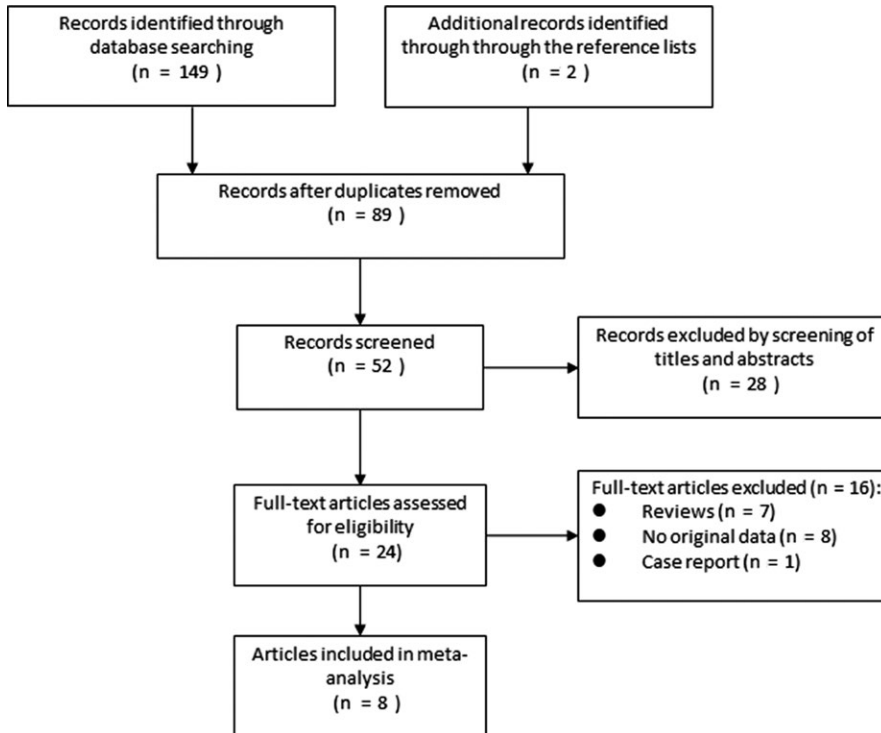 Records identified through
database searching
(n = 149 )
Additional records identified
through through the reference lists
(n = 2 )
Records after duplicates removed
(n = 89 )
Records screened
(n = 52 )
Records excluded by screening of
titles and abstracts
(n = 28 )
Full-text articles assessed
for eligibility
(n = 24)
Full-text articles excluded (n = 16):
● Reviews (n = 7)
● No original data (n = 8)
● Case report (n = 1)
Articles included in meta-
analysis
(n = 8 )